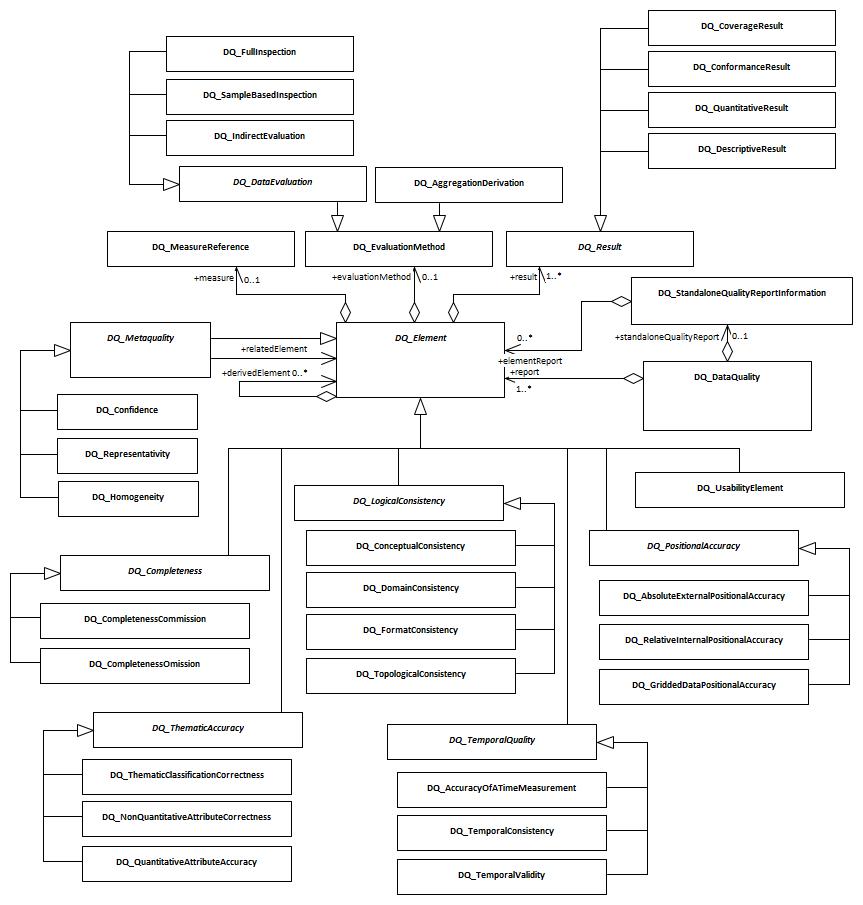 DQ_CoverageResult
DQ_FullInspection
DQ_ConformanceResult
DQ_SampleBasedInspection
DQ_QuantitativeResult
DQ_IndirectEvaluation
DQ_DescriptiveResult
DQ_DataEvaluation
DQ_AggregationDerivation
DQ_MeasureReference
DQ_EvaluationMethod
DQ_Result
+measure 0..1
+evaluationMethod 0..1
+result 1..*
DQ_StandaloneQualityReportInformation
DQ_Metaquality
DQ_Element
0..*
+standaloneQualityReport 0..1
+relatedElement
+elementReport
+derivedElement 0..*
+report
DQ_DataQuality
1..*
DQ_Confidence
DQ_Representativity
DQ_Homogeneity
DQ_UsabilityElement
DQ_LogicalConsistency
DQ_ConceptualConsistency
DQ_PositionalAccuracy
DQ_Completeness
DQ_DomainConsistency
DQ_AbsoluteExternalPositionalAccuracy
DQ_CompletenessCommission
DQ_FormatConsistency
DQ_RelativeInternalPositionalAccuracy
DQ_CompletenessOmission
DQ_TopologicalConsistency
DQ_GriddedDataPositionalAccuracy
DQ_ThematicAccuracy
DQ_TemporalQuality
DQ_ThematicClassificationCorrectness
DQ_AccuracyOfATimeMeasurement
DQ_NonQuantitativeAttributeCorrectness
DQ_TemporalConsistency
DQ_QuantitativeAttributeAccuracy
DQ_TemporalValidity